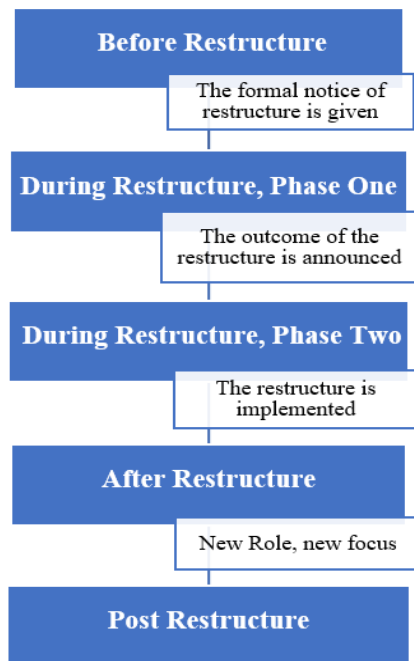 Before Restructure
The formal notice of
restructure is given
During Restructure, Phase One
The outcome of the
restructure is announced
During Restructure, Phase Two
The restructure is
implemented
After Restructure
New Role, new focus
Post Restructure